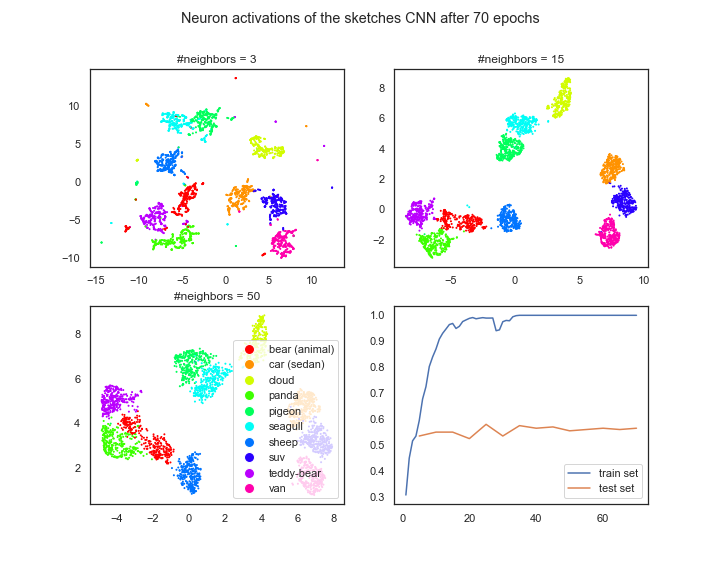 Neuron activations of the sketches CNN after 70 epochs
#neighbors = 3
10
5
0
−5
−10
−15
−10
−5
0
5
10
#neighbors = 15
8
6
4
2
0
−2
−5
0
5
10
#neighbors = 50
8
6
4
2
−4
−2
0
2
4
6
8
bear (animal)
car (sedan)
cloud
panda
pigeon
seagull
sheep
suv
teddy-bear
van
1.0
0.9
0.8
0.7
0.6
0.5
0.4
0.3
0
20
40
60
train set
test set